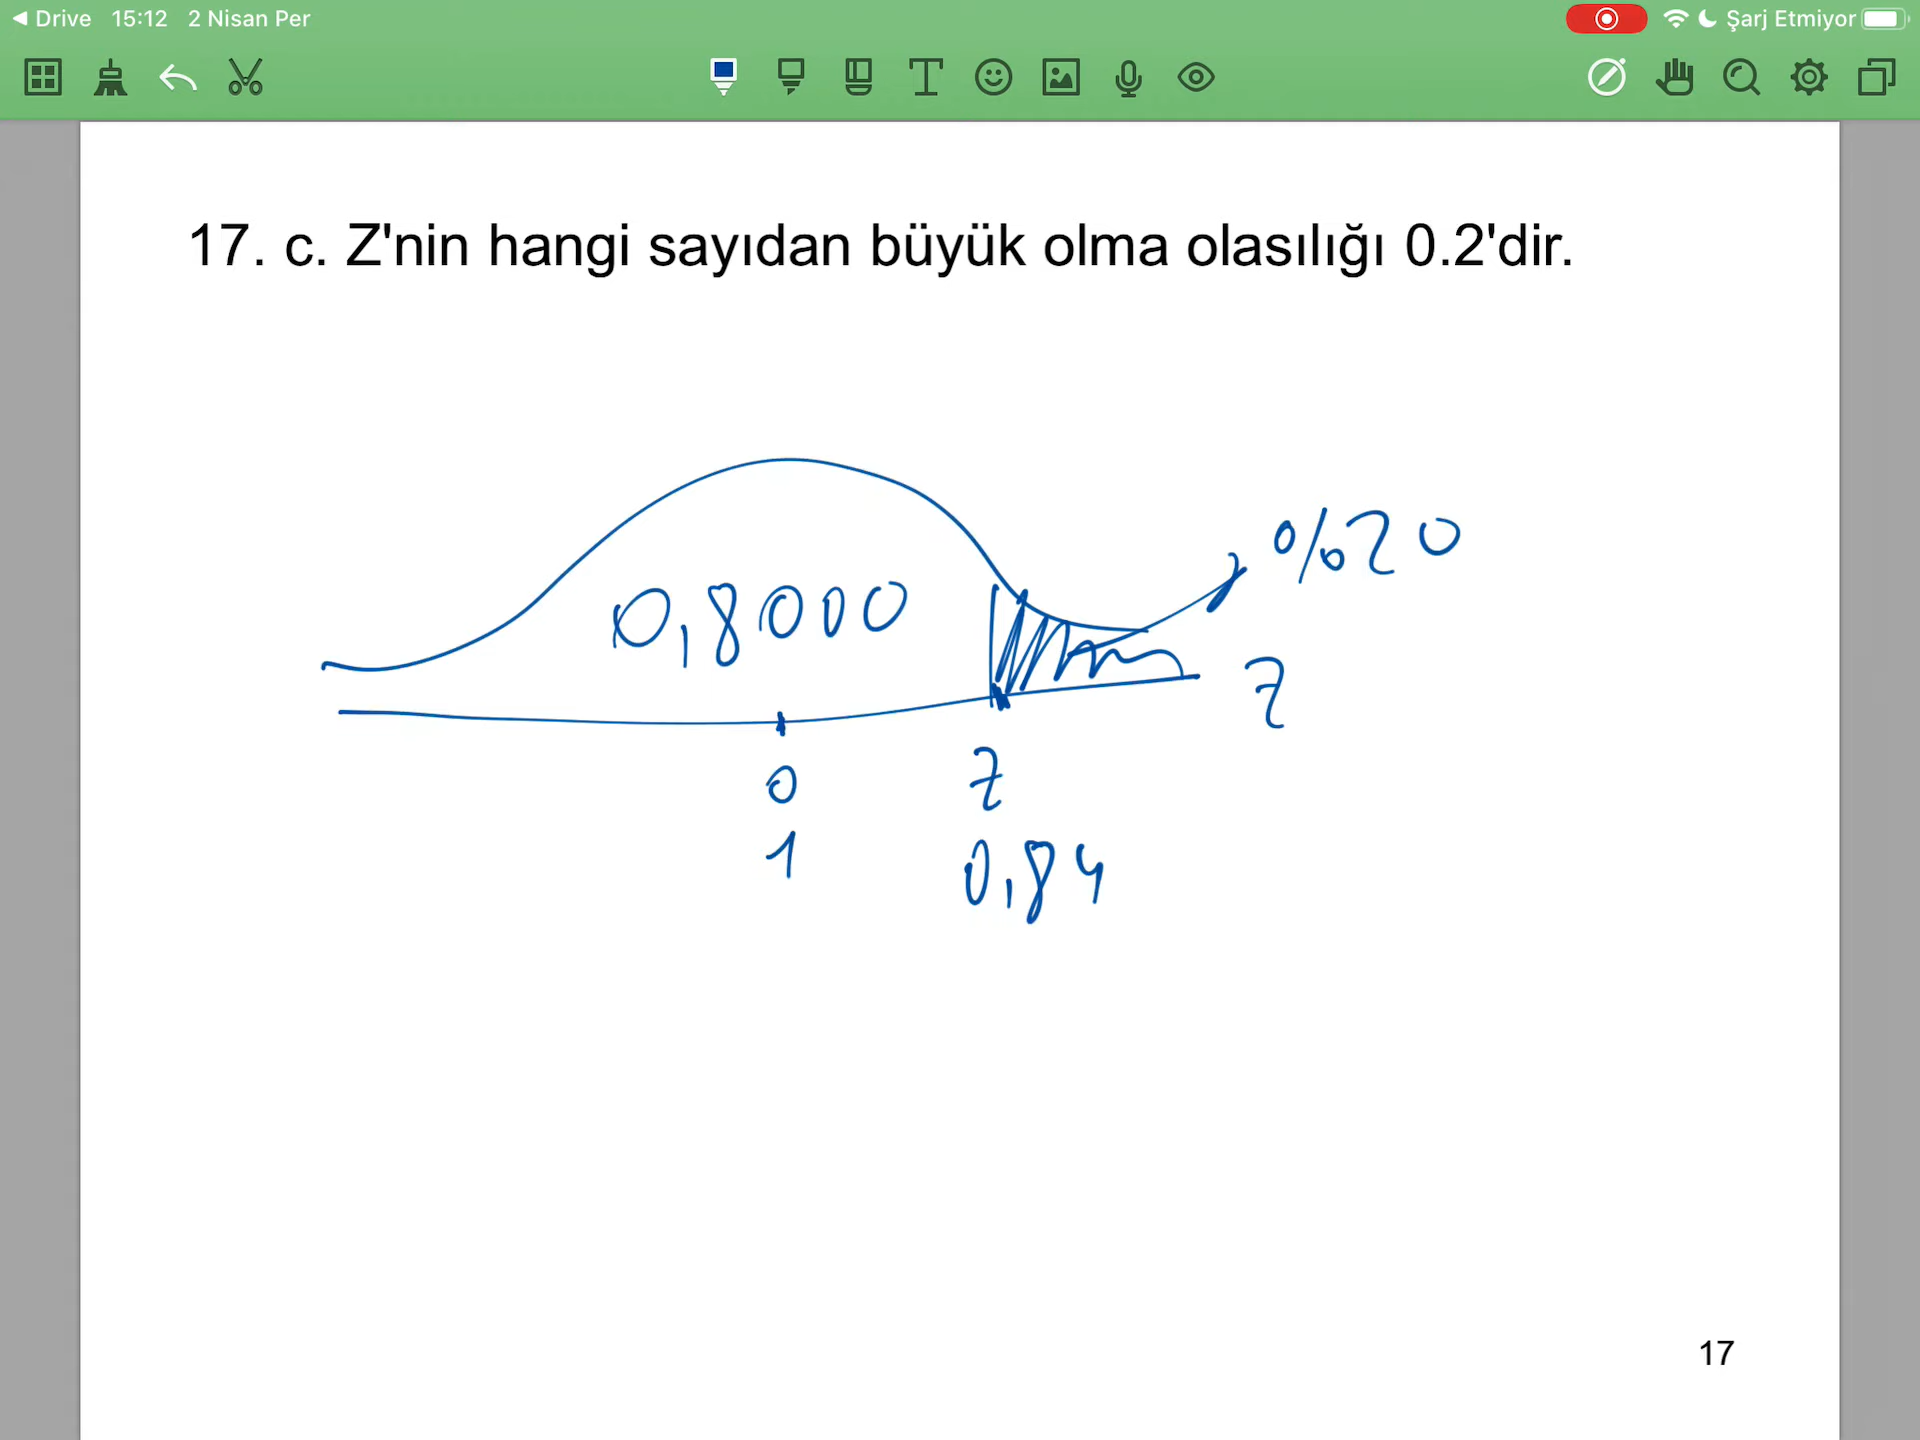 Drive 15:12 2 Nisan Per Şarj Etmiyor
17. c. Z'nin hangi sayıdan büyük olma olasılığı 0.2'dir.
%20
0,8000
Z
0 Z
1 0,84
17